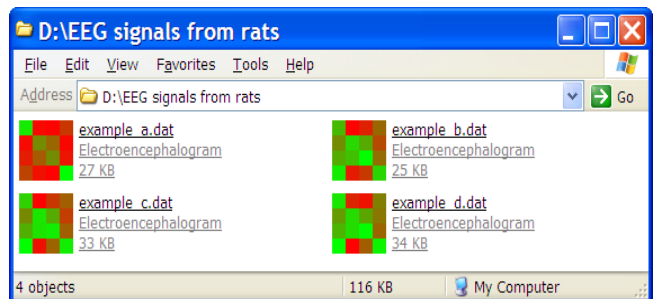 D:\EEG signals from rats
File Edit View Favorites Tools Help
Address D:\EEG signals from rats Go
example_a.dat
Electroencephalogram
27 KB
example_b.dat
Electroencephalogram
25 KB
example_c.dat
Electroencephalogram
33 KB
example_d.dat
Electroencephalogram
34 KB
4 objects 116 KB My Computer